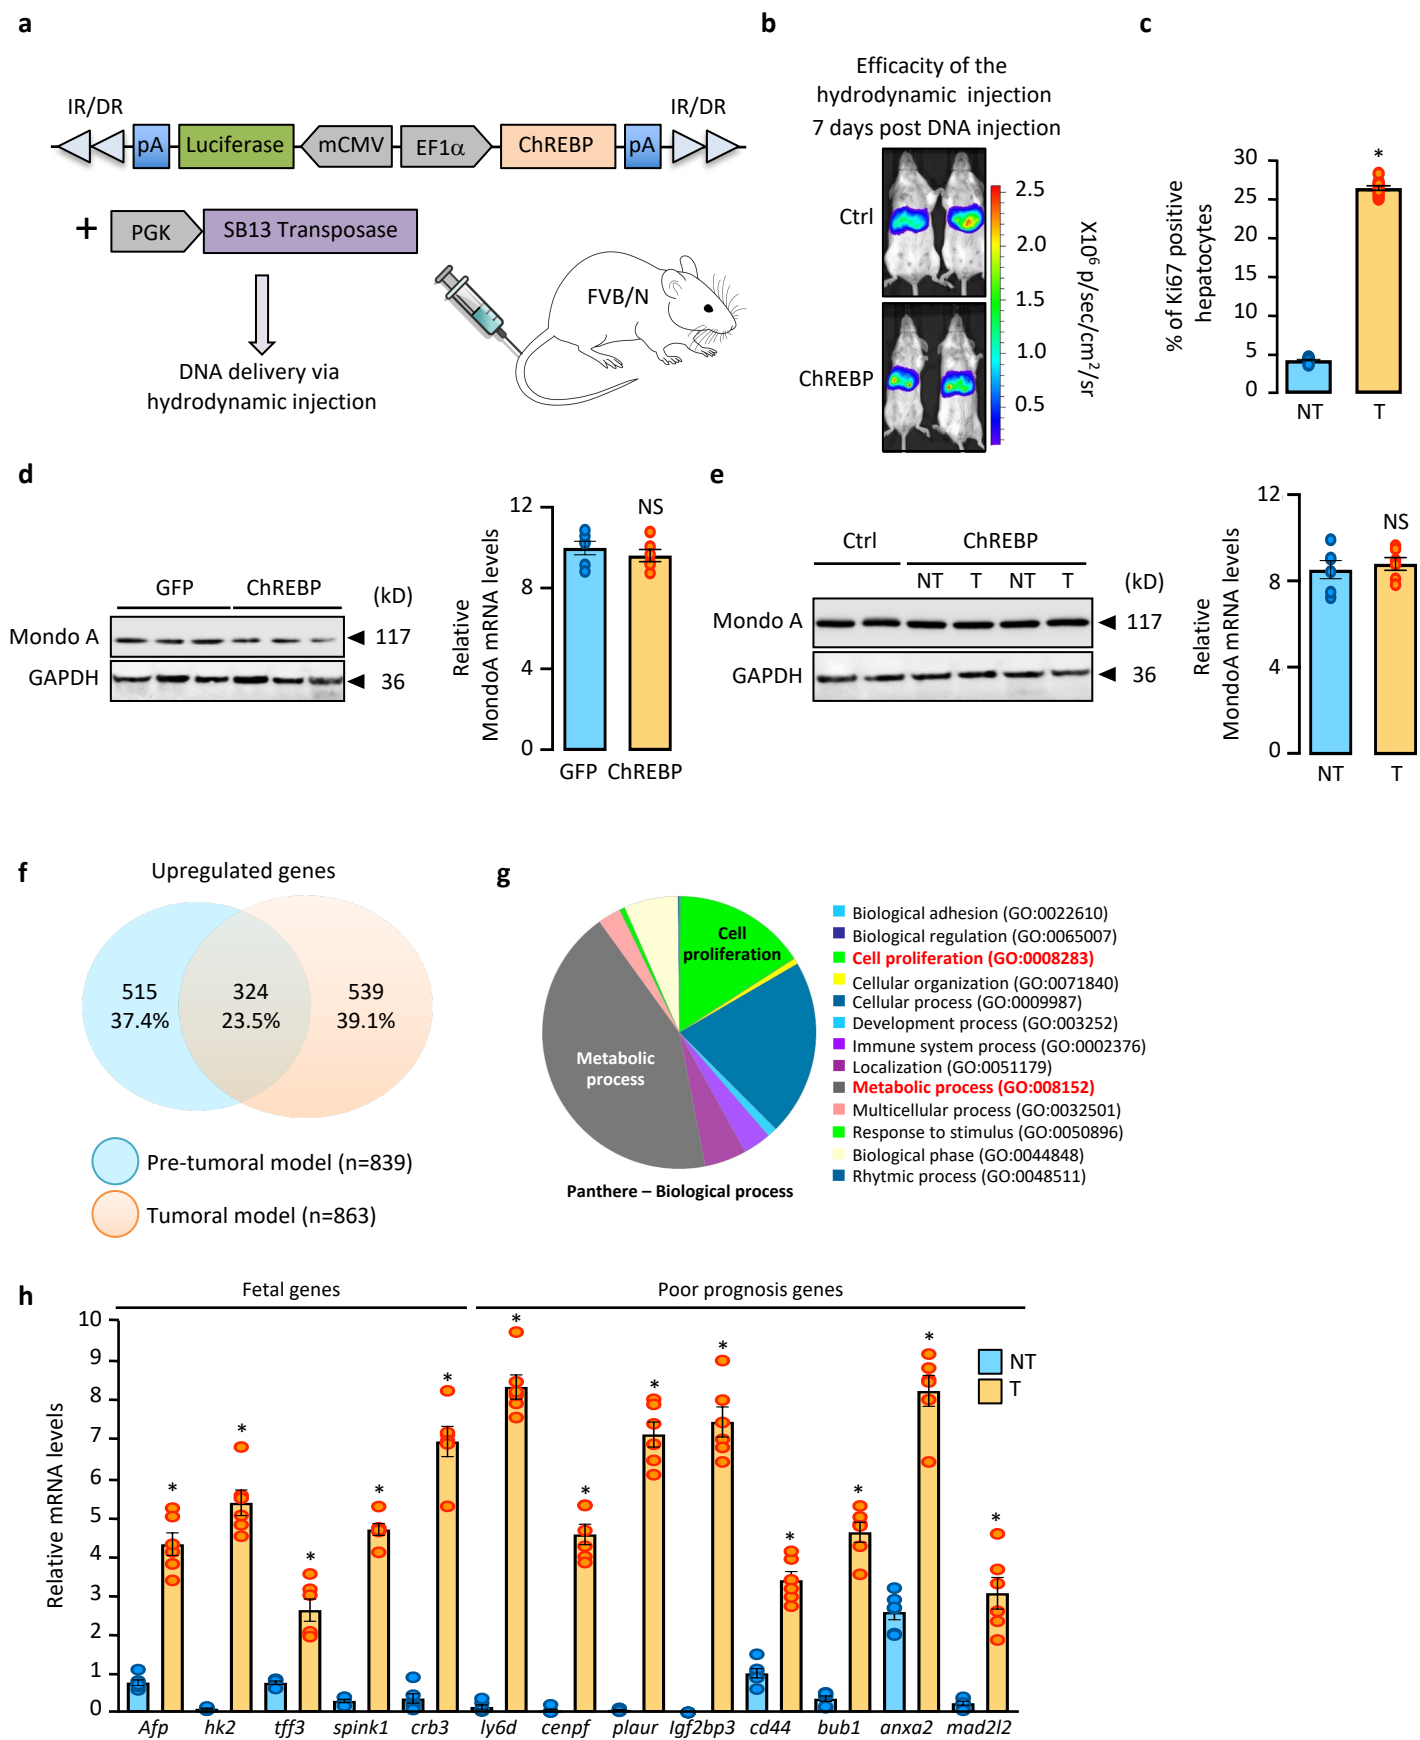 a
IR/DR
IR/DR
pA
Luciferase
mCMV
EF1α
ChREBP
pA
+
PGK
SB13 Transposase
DNA delivery via
hydrodynamic injection
FVB/N
b
Efficacity of the
hydrodynamic injection
7 days post DNA injection
Ctrl
ChREBP
2.5
2.0
1.5
1.0
0.5
X10⁶ p/sec/cm²/sr
c
% of Ki67 positive
hepatocytes
30
25
20
15
10
5
0
*
NT
T
d
GFP
ChREBP
(kD)
Mondo A
117
GAPDH
36
Relative
MondoA mRNA levels
12
8
4
0
NS
GFP
ChREBP
e
Ctrl
ChREBP
NT
T
NT
T
(kD)
Mondo A
117
GAPDH
36
Relative
MondoA mRNA levels
12
8
4
0
NS
NT
T
f
Upregulated genes
515
37.4%
324
23.5%
539
39.1%
Pre-tumoral model (n=839)
Tumoral model (n=863)
g
Cell
proliferation
Metabolic
process
Panthere – Biological process
Biological adhesion (GO:0022610)
Biological regulation (GO:0065007)
Cell proliferation (GO:0008283)
Cellular organization (GO:0071840)
Cellular process (GO:0009987)
Development process (GO:003252)
Immune system process (GO:0002376)
Localization (GO:0051179)
Metabolic process (GO:008152)
Multicellular process (GO:0032501)
Response to stimulus (GO:0050896)
Biological phase (GO:0044848)
Rhytmic process (GO:0048511)
h
Fetal genes
Poor prognosis genes
Relative mRNA levels
10
9
8
7
6
5
4
3
2
1
0
*
*
*
*
*
*
*
*
*
*
*
*
*
NT
T
Afp
hk2
tff3
spink1
crb3
ly6d
cenpf
plaur
Igf2bp3
cd44
bub1
anxa2
mad2l2